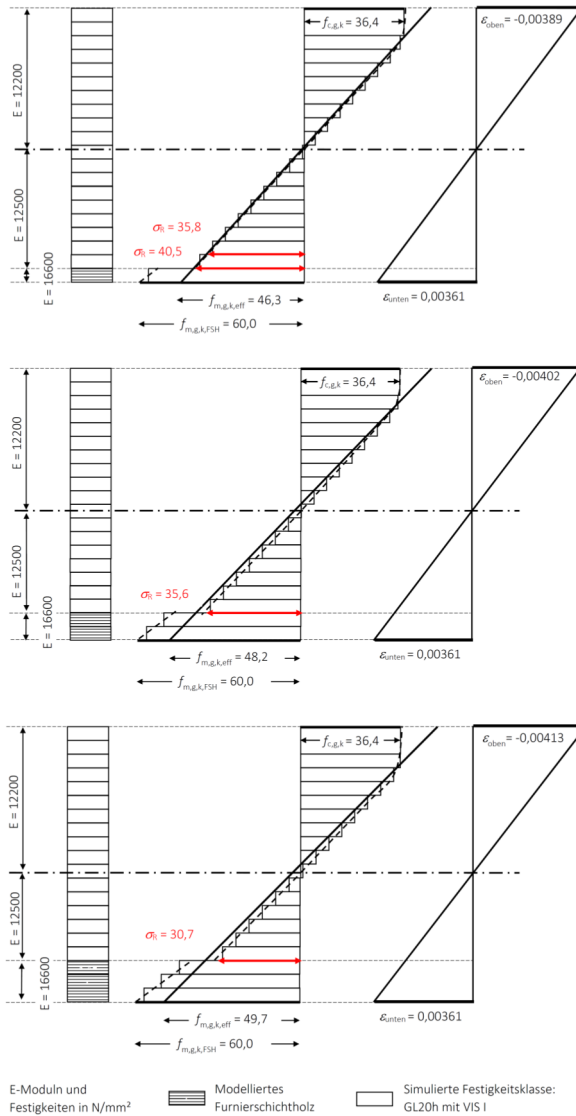 f_c,g,k = 36,4
ε_oben = -0,00389
E = 12200
E = 12500
E = 16600
σ_R = 35,8
σ_R = 40,5
f_m,g,k,eff = 46,3
f_m,g,k,FSH = 60,0
ε_unten = 0,00361
f_c,g,k = 36,4
ε_oben = -0,00402
E = 12200
E = 12500
E = 16600
σ_R = 35,6
f_m,g,k,eff = 48,2
f_m,g,k,FSH = 60,0
ε_unten = 0,00361
f_c,g,k = 36,4
ε_oben = -0,00413
E = 12200
E = 12500
E = 16600
σ_R = 30,7
f_m,g,k,eff = 49,7
f_m,g,k,FSH = 60,0
ε_unten = 0,00361
E-Moduln und
Festigkeiten in N/mm²
Modelliertes
Furnierschichtholz
Simulierte Festigkeitsklasse:
GL20h mit VIS I